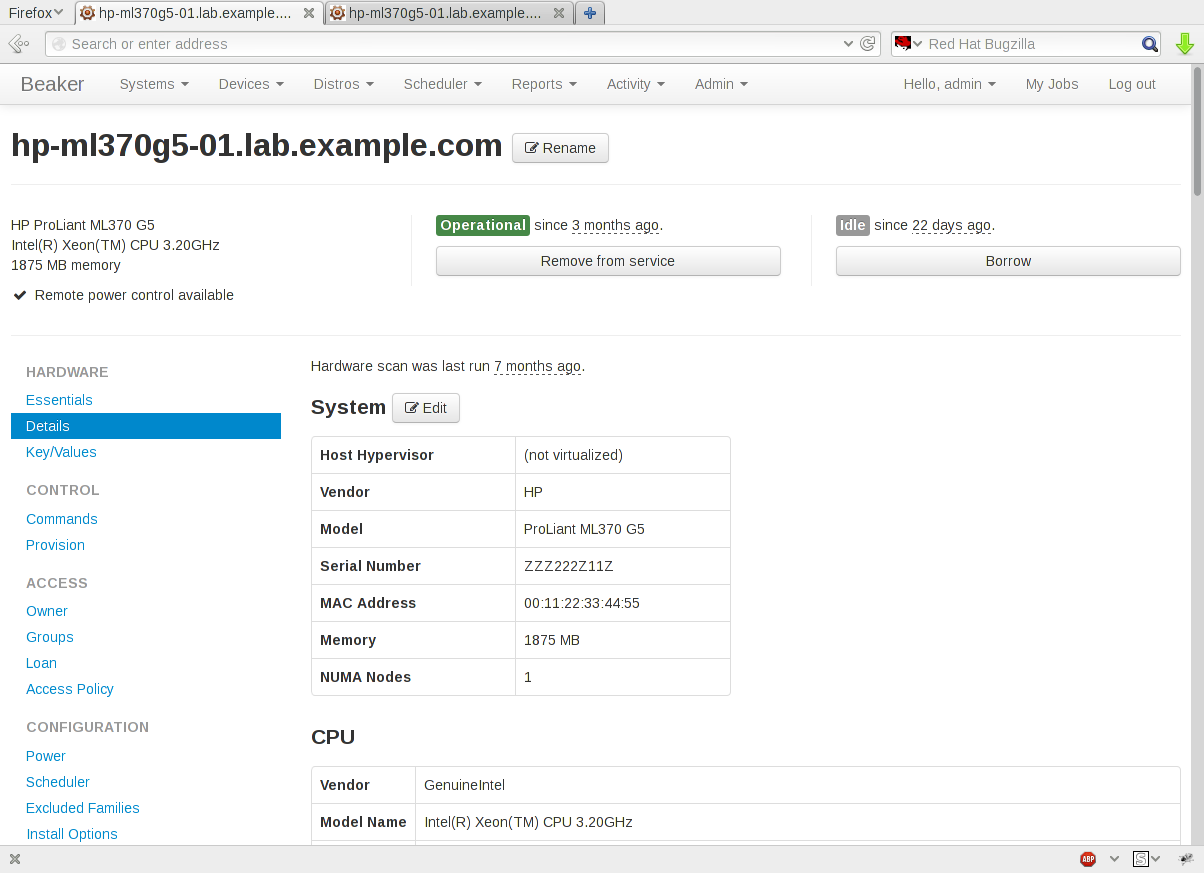 Firefox
hp-ml370g5-01.lab.example....
hp-ml370g5-01.lab.example....
Search or enter address
Red Hat Bugzilla
Beaker Systems Devices Distros Scheduler Reports Activity Admin Hello, admin My Jobs Log out
hp-ml370g5-01.lab.example.com Rename
HP ProLiant ML370 G5
Intel(R) Xeon(TM) CPU 3.20GHz
1875 MB memory
Remote power control available
Operational since 3 months ago.
Remove from service
Idle since 22 days ago.
Borrow
HARDWARE
Essentials
Details
Key/Values
CONTROL
Commands
Provision
ACCESS
Owner
Groups
Loan
Access Policy
CONFIGURATION
Power
Scheduler
Excluded Families
Install Options
Hardware scan was last run 7 months ago.
System Edit
Host Hypervisor (not virtualized)
Vendor HP
Model ProLiant ML370 G5
Serial Number ZZZ222Z11Z
MAC Address 00:11:22:33:44:55
Memory 1875 MB
NUMA Nodes 1
CPU
Vendor GenuineIntel
Model Name Intel(R) Xeon(TM) CPU 3.20GHz
ABP
S